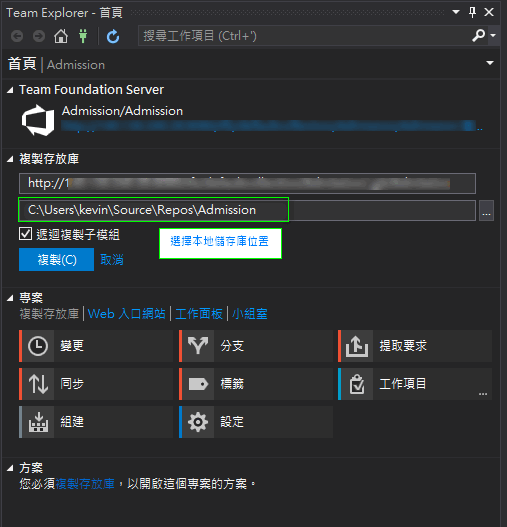 Team Explorer - 首頁
搜尋工作項目 (Ctrl+')
首頁 | Admission
Team Foundation Server
Admission/Admission
複製存放庫
http://1
C:\Users\kevin\Source\Repos\Admission
...
遞迴複製子模組
選擇本地儲存庫位置
複製(C) 取消
專案
複製存放庫 | Web 入口網站 | 工作面板 | 小組室
變更 分支 提取要求
同步 標籤 工作項目 ...
組建 設定
方案
您必須複製存放庫，以開啟這個專案的方案。